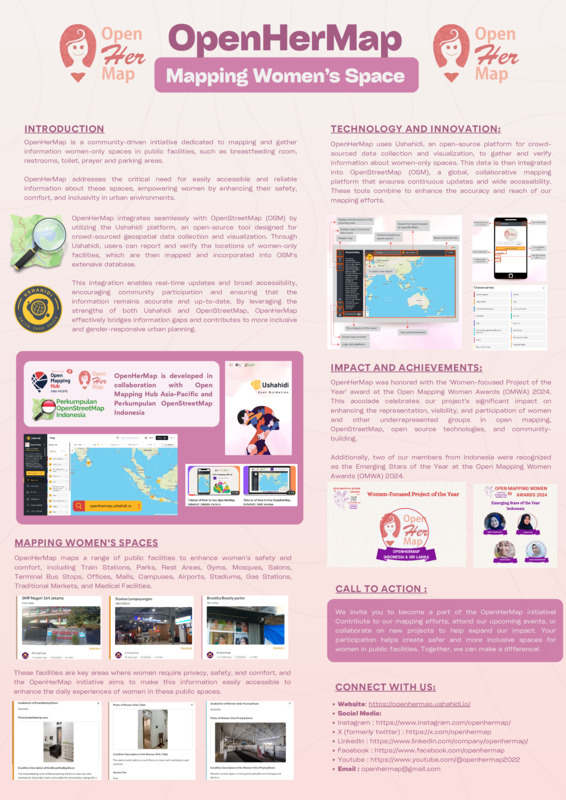 Open
Her
Map
OpenHerMap
Mapping Women's Space
Open
Her
Map
INTRODUCTION
OpenHerMap is a community-driven initiative dedicated to mapping and gather
information women-only spaces in public facilities, such as breastfeeding room,
restrooms, toilet, prayer and parking areas.
OpenHerMap addresses the critical need for easily accessible and reliable
information about these spaces, empowering women by enhancing their safety,
comfort, and inclusivity in urban environments.
OpenHerMap integrates seamlessly with OpenStreetMap (OSM) by
utilizing the Ushahidi platform, an open-source tool designed for
crowd-sourced geospatial data collection and visualization. Through
Ushahidi, users can report and verify the locations of women-only
facilities, which are then mapped and incorporated into OSM's
extensive database.
USHAHIDI
This integration enables real-time updates and broad accessibility,
encouraging community participation and ensuring that the
information remains accurate and up-to-date. By leveraging the
strengths of both Ushahidi and OpenStreetMap, OpenHerMap
effectively bridges information gaps and contributes to more inclusive
and gender-responsive urban planning.
Open
Mapping
Hub
ASIA-PACIFIC
Open
Her
Map
Perkumpulan
OpenStreetMap
Indonesia
OpenHerMap is developed in
collaboration with Open
Mapping Hub Asia-Pacific and
Perkumpulan OpenStreetMap
Indonesia
Ushahidi
User Guideline
openhermap.ushahidi.io
MAPPING WOMEN'S SPACES
OpenHerMap maps a range of public facilities to enhance women's safety and
comfort, including Train Stations, Parks, Rest Areas, Gyms, Mosques, Salons,
Terminal Bus Stops, Offices, Malls, Campuses, Airports, Stadiums, Gas Stations,
Traditional Markets, and Medical Facilities.
SMP Negeri 164 Jakarta
Stasiun Lempuyangan
Brunthа Beauty parlor
These facilities are key areas where women require privacy, safety, and comfort, and
the OpenHerMap initiative aims to make this information easily accessible to
enhance the daily experiences of women in these public spaces.
TECHNOLOGY AND INNOVATION:
OpenHerMap uses Ushahidi, an open-source platform for crowd-
sourced data collection and visualization, to gather and verify
information about women-only spaces. This data is then integrated
into OpenStreetMap (OSM), a global, collaborative mapping
platform that ensures continuous updates and wide accessibility.
These tools combine to enhance the accuracy and reach of our
mapping efforts.
Choose survey
IMPACT AND ACHIEVEMENTS:
OpenHerMap was honored with the 'Women-focused Project of the
Year' award at the Open Mapping Women Awards (OMWA) 2024.
This accolade celebrates our project's significant impact on
enhancing the representation, visibility, and participation of women
and other underrepresented groups in open mapping,
OpenStreetMap, open source technologies, and community-
building.
Additionally, two of our members from Indonesia were recognized
as the Emerging Stars of the Year at the Open Mapping Women
Awards (OMWA) 2024.
Women-Focused Project of the Year
Open
Her
Map
OPENHERMAP
INDONESIA & SRI LANKA
OPEN MAPPING WOMEN
AWARDS 2024
Emerging Stars of the Year
Indonesia
CALL TO ACTION :
We invite you to become a part of the OpenHerMap initiative!
Contribute to our mapping efforts, attend our upcoming events, or
collaborate on new projects to help expand our impact. Your
participation helps create safer and more inclusive spaces for
women in public facilities. Together, we can make a difference!
CONNECT WITH US:
• Website: https://openhermap.ushahidi.io/
• Social Media:
• Instagram : https://www.instagram.com/openhermap/
• X (formerly twitter) : https://x.com/openhermap
• LinkedIn : https://www.linkedin.com/company/openhermap/
• Facebook : https://www.facebook.com/openhermap
• Youtube : https://www.youtube.com/@openhermap2022
• Email : openhermap@gmail.com